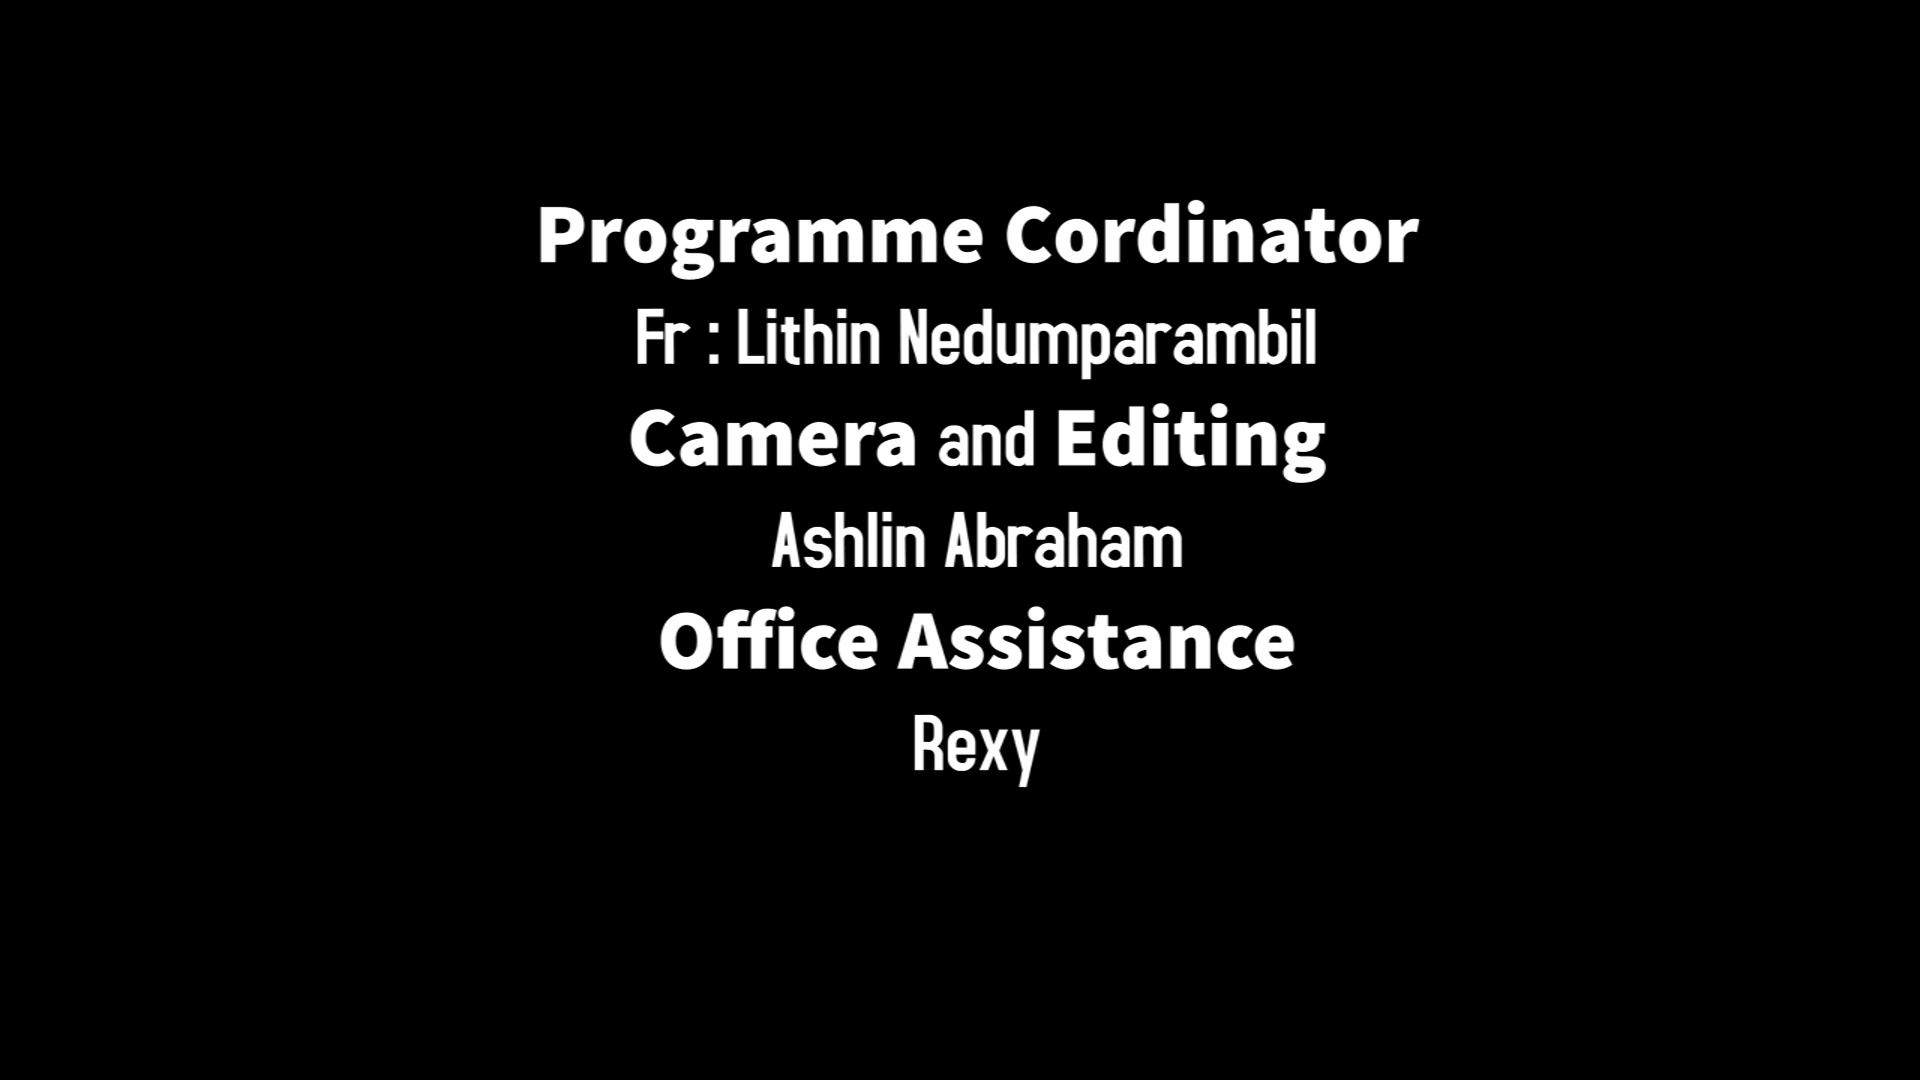 Programme Cordinator
Fr : Lithin Nedumparambil
Camera and Editing
Ashlin Abraham
Office Assistance
Rexy